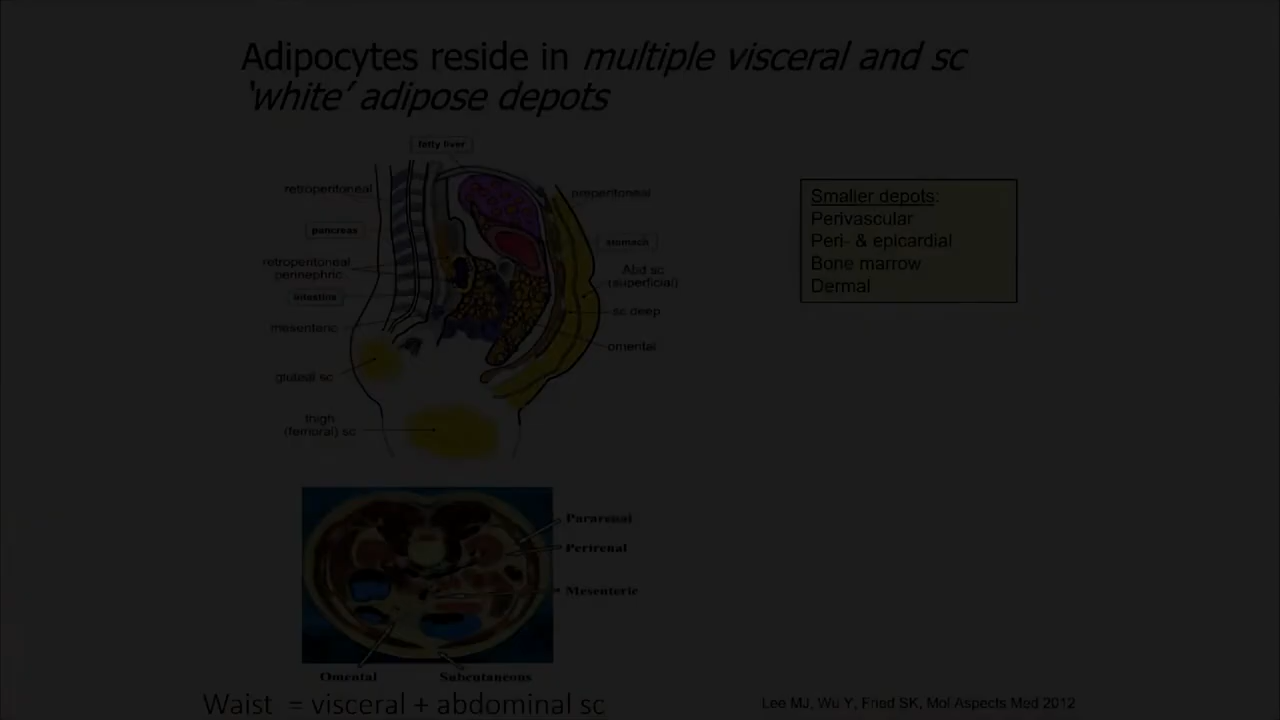 Adipocytes reside in multiple visceral and sc
'white' adipose depots
fatty liver
retroperitoneal
preperitoneal
pancreas
stomach
retroperitoneal
perinephric
Abd sc
(superficial)
intestine
sc deep
mesenteric
omental
gluteal sc
thigh
(femoral) sc
Smaller depots:
Perivascular
Peri- & epicardial
Bone marrow
Dermal
Pararenal
Perirenal
Mesenteric
Omental
Subcutaneous
Waist = visceral + abdominal sc
Lee MJ, Wu Y, Fried SK, Mol Aspects Med 2012